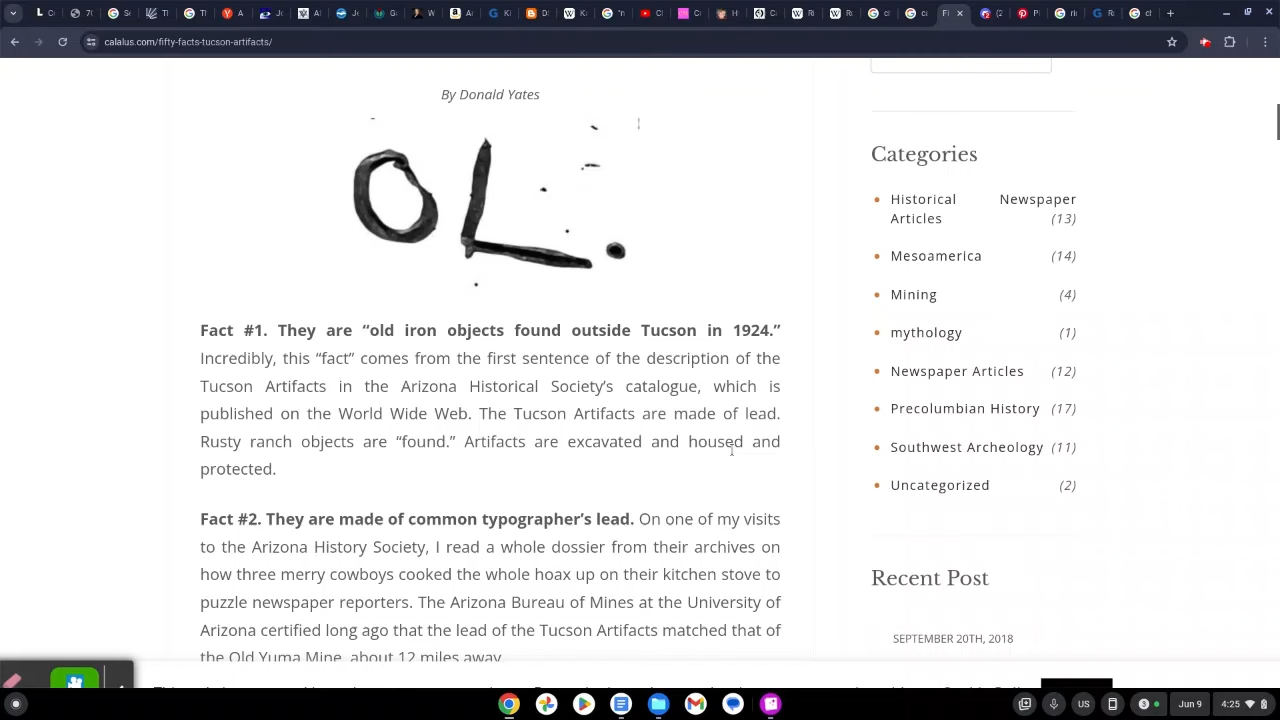 Fi
calalus.com/fifty-facts-tucson-artifacts/
By Donald Yates
OL.
Fact #1. They are “old iron objects found outside Tucson in 1924.”
Incredibly, this “fact” comes from the first sentence of the description of the
Tucson Artifacts in the Arizona Historical Society’s catalogue, which is
published on the World Wide Web. The Tucson Artifacts are made of lead.
Rusty ranch objects are “found.” Artifacts are excavated and housed and
protected.
Fact #2. They are made of common typographer’s lead. On one of my visits
to the Arizona History Society, I read a whole dossier from their archives on
how three merry cowboys cooked the whole hoax up on their kitchen stove to
puzzle newspaper reporters. The Arizona Bureau of Mines at the University of
Arizona certified long ago that the lead of the Tucson Artifacts matched that of
the Old Yuma Mine, about 12 miles away.
Categories
Historical Newspaper
Articles (13)
Mesoamerica (14)
Mining (4)
mythology (1)
Newspaper Articles (12)
Precolumbian History (17)
Southwest Archeology (11)
Uncategorized (2)
Recent Post
SEPTEMBER 20TH, 2018
US
3
Jun 9
4:25